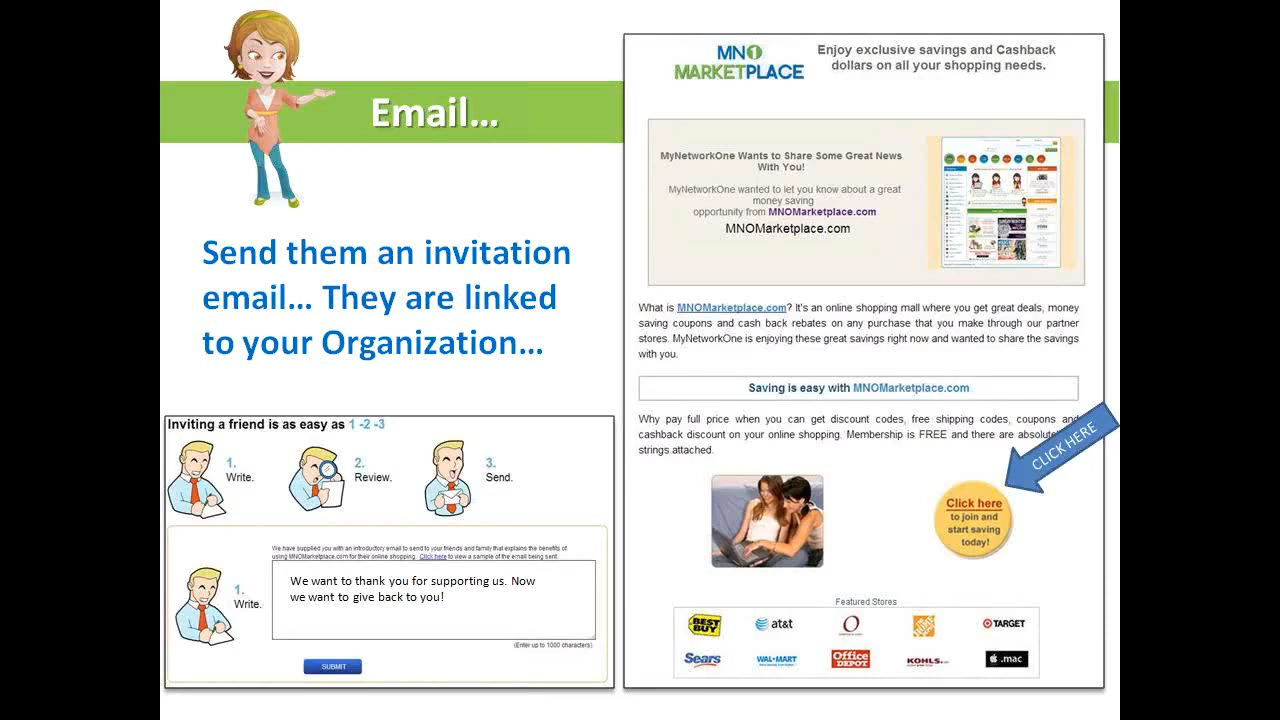 Email...
Send them an invitation
email... They are linked
to your Organization...
Inviting a friend is as easy as 1 -2 -3
1.
Write.
2.
Review.
3.
Send.
We have supplied you with an introductory email to send to your friends and family that explains the benefits of
using MNOMarketplace.com for their online shopping. Click here to view a sample of the email being sent.
1.
Write.
We want to thank you for supporting us. Now
we want to give back to you!
(Enter up to 1000 characters)
SUBMIT
MN1
MARKETPLACE
Enjoy exclusive savings and Cashback
dollars on all your shopping needs.
MyNetworkOne Wants to Share Some Great News
With You!
MyNetworkOne wanted to let you know about a great
money saving
opportunity from MNOMarketplace.com
MNOMarketplace.com
What is MNOMarketplace.com? It's an online shopping mall where you get great deals, money
saving coupons and cash back rebates on any purchase that you make through our partner
stores. MyNetworkOne is enjoying these great savings right now and wanted to share the savings
with you.
Saving is easy with MNOMarketplace.com
Why pay full price when you can get discount codes, free shipping codes, coupons and
cashback discount on your online shopping. Membership is FREE and there are
strings attached.
CLICK HERE
Click here
to join and
start saving
today!
Featured Stores
BEST BUY
at&t
TARGET
Sears
WAL-MART
Office DEPOT
KOHL'S
.mac